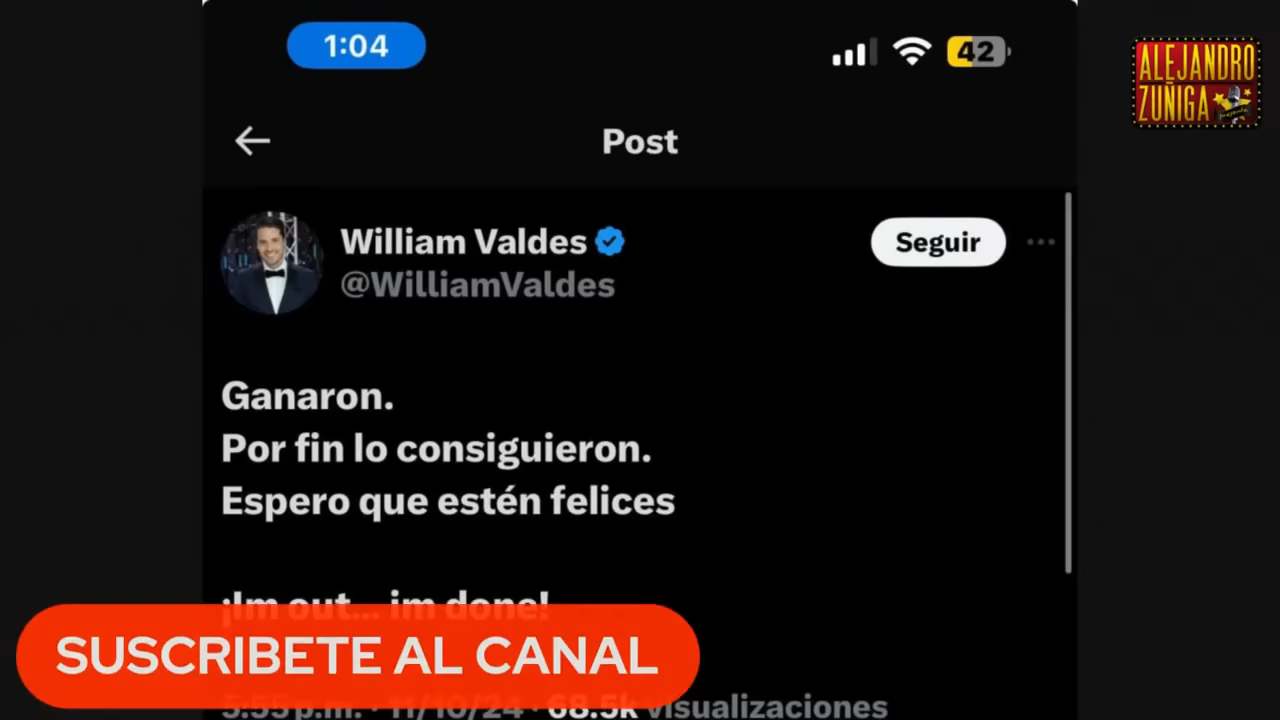 1:04
42
ALEJANDRO
ZUÑIGA
Post
William Valdes
Seguir
@WilliamValdes
Ganaron.
Por fin lo consiguieron.
Espero que estén felices
¡Im out... im done!
SUSCRIBETE AL CANAL
5:55 p.m. · 11/10/24 · 68.5k visualizaciones